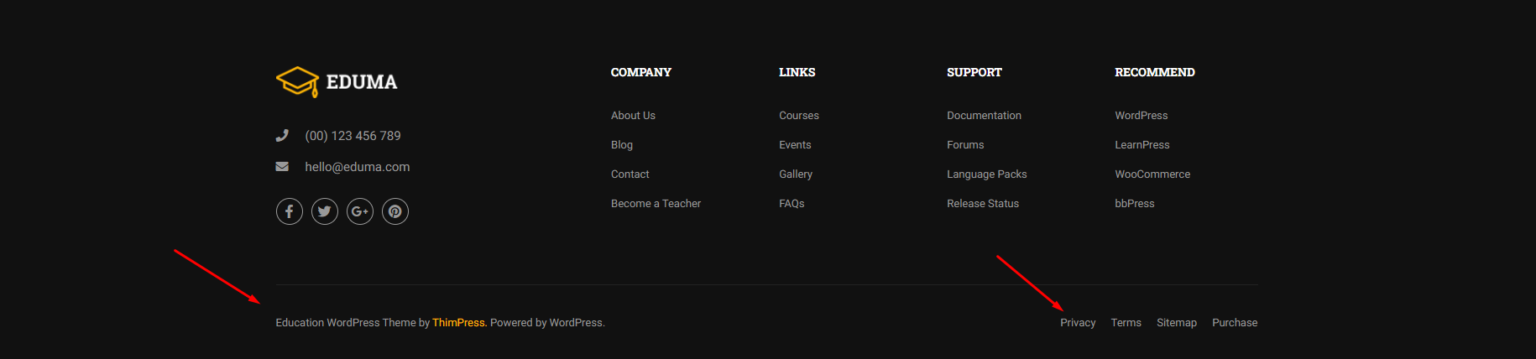 EDUMA
(00) 123 456 789
hello@eduma.com
COMPANY
About Us
Blog
Contact
Become a Teacher
LINKS
Courses
Events
Gallery
FAQs
SUPPORT
Documentation
Forums
Language Packs
Release Status
RECOMMEND
WordPress
LearnPress
WooCommerce
bbPress
Education WordPress Theme by ThimPress. Powered by WordPress.
Privacy Terms Sitemap Purchase